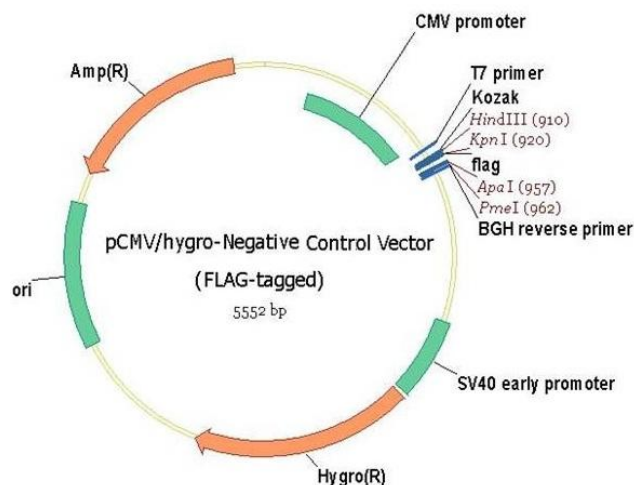 CMV promoter
Amp(R)
T7 primer
Kozak
HindIII (910)
KpnI (920)
flag
ApaI (957)
PmeI (962)
BGH reverse primer
pCMV/hygro-Negative Control Vector
(FLAG-tagged)
5552 bp
ori
SV40 early promoter
Hygro(R)